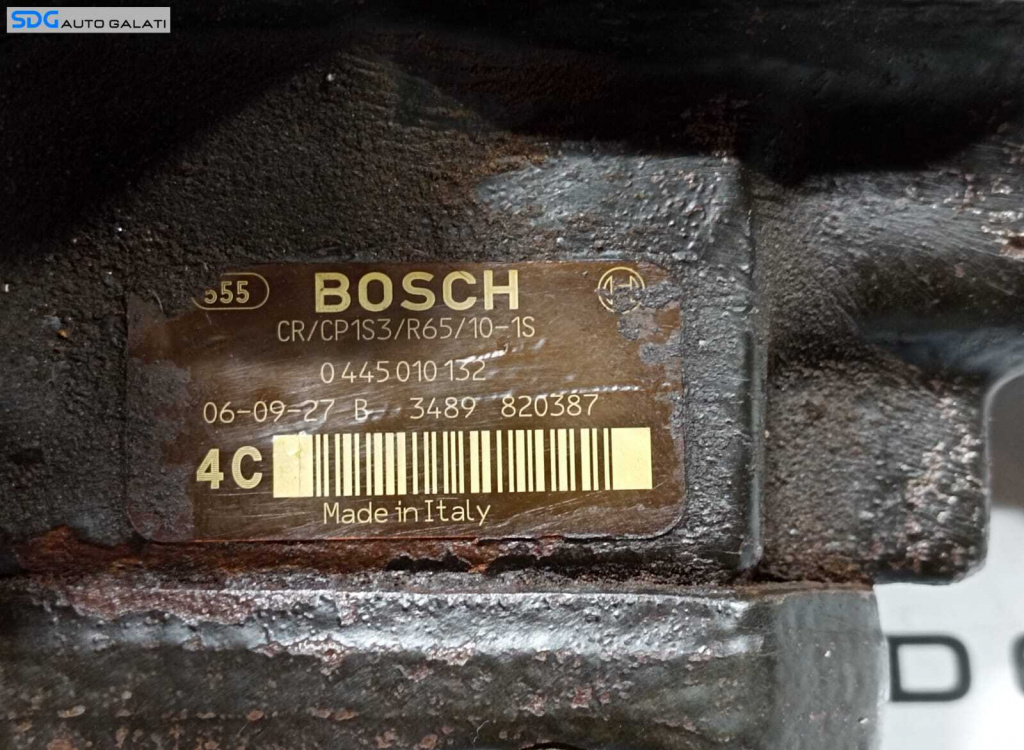 SDG AUTO GALATI
555 BOSCH
CR/CP1S3/R65/10-1S
0 445 010 132
06-09-27 B 3489 820387
4C
Made in Italy
D